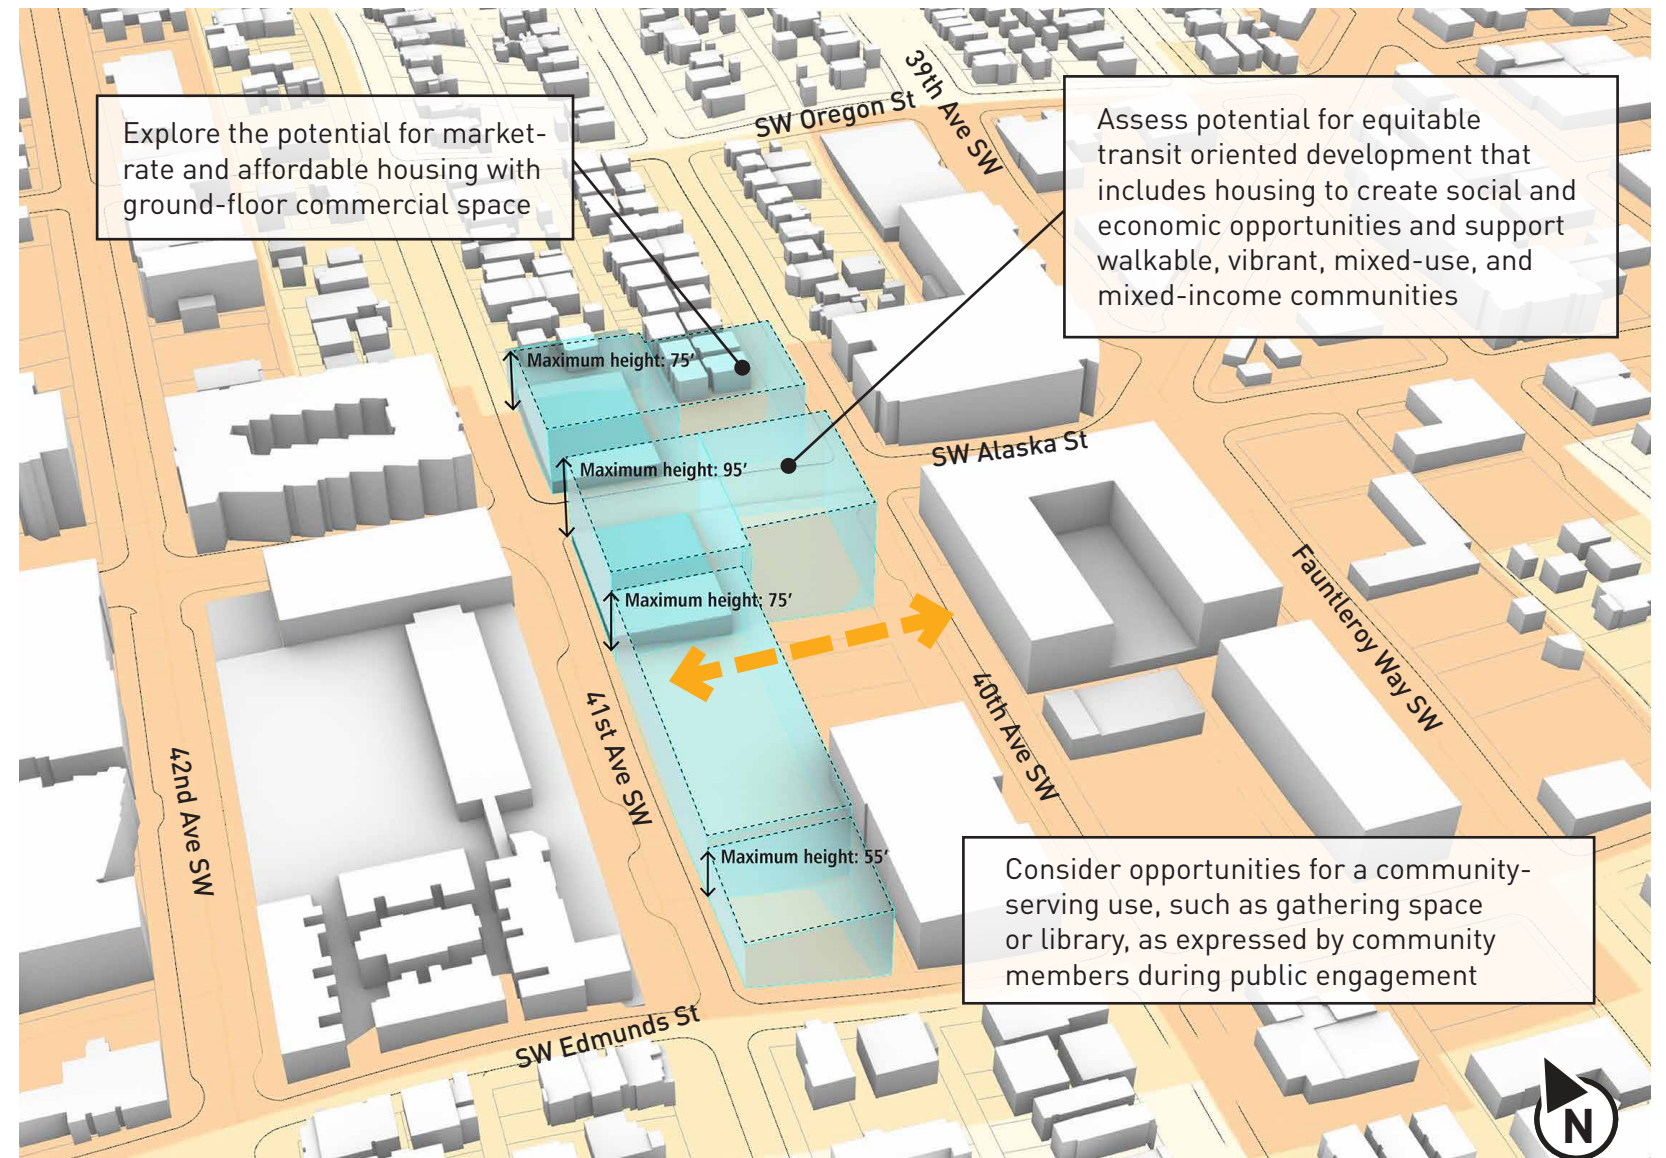 39th Ave SW
SW Oregon St
Explore the potential for market-
rate and affordable housing with
ground-floor commercial space
Assess potential for equitable
transit oriented development that
includes housing to create social and
economic opportunities and support
walkable, vibrant, mixed-use, and
mixed-income communities
Maximum height: 75'
SW Alaska St
Maximum height: 95'
Maximum height: 75'
Fauntleroy Way SW
40th Ave SW
41st Ave SW
42nd Ave SW
Maximum height: 55'
Consider opportunities for a community-
serving use, such as gathering space
or library, as expressed by community
members during public engagement
SW Edmunds St
N